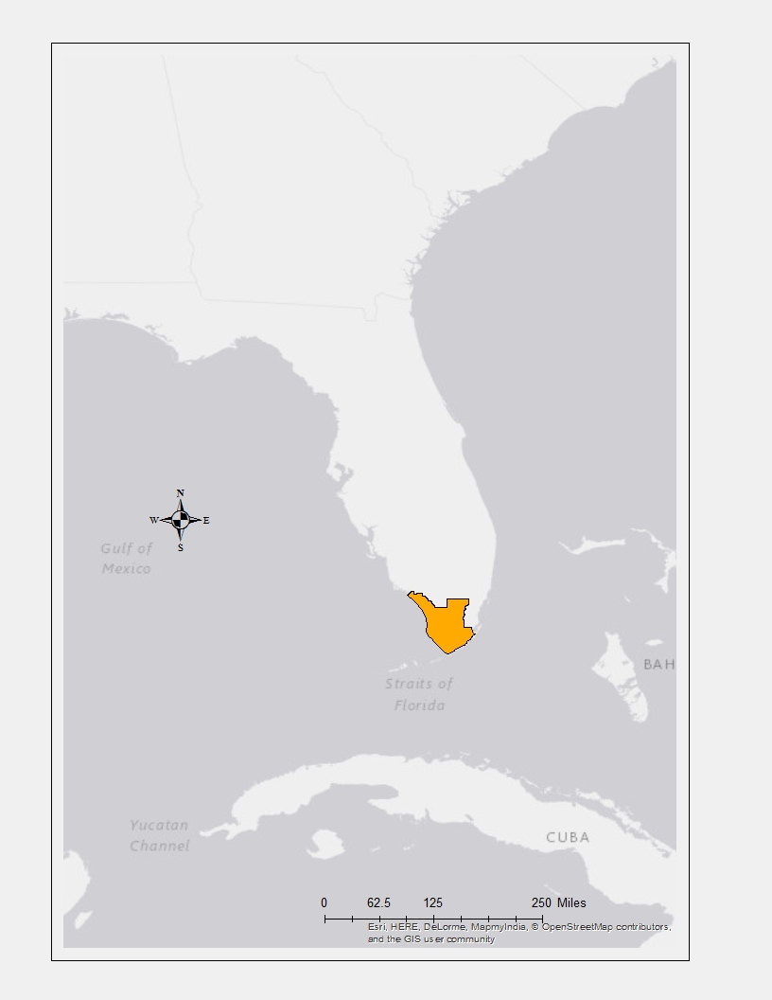 N
W E
S
Gulf of
Mexico
BAH
Straits of
Florida
Yucatan
Channel
CUBA
0 62.5 125 250 Miles
Esri, HERE, DeLorme, MapmyIndia, © OpenStreetMap contributors,
and the GIS user community